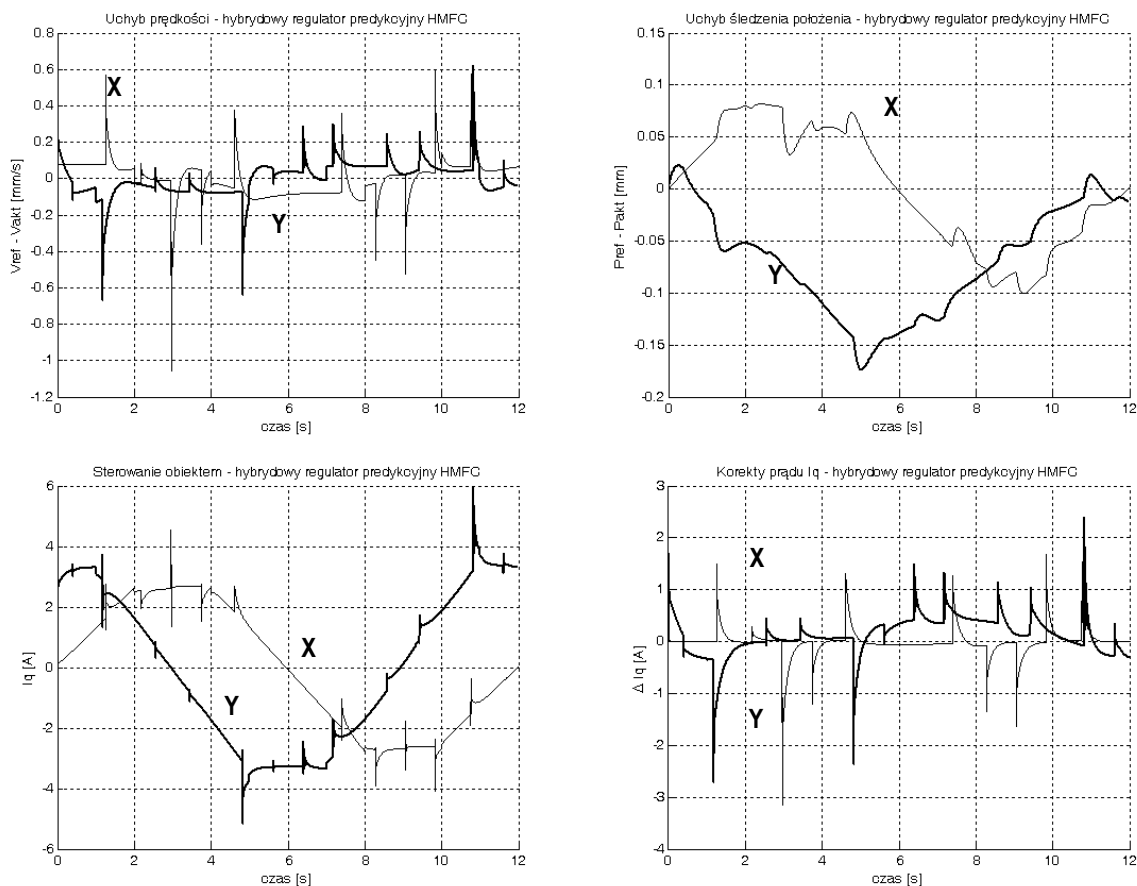 Uchyb prędkości - hybrydowy regulator predykcyjny HMFC
0.8
0.6
0.4
0.2
0
-0.2
-0.4
-0.6
-0.8
-1
-1.2
Vref - Vakt [mm/s]
X
Y
0 2 4 6 8 10 12
czas [s]
Uchyb śledzenia położenia - hybrydowy regulator predykcyjny HMFC
0.15
0.1
0.05
0
-0.05
-0.1
-0.15
-0.2
Pref - Pakt [mm]
X
Y
0 2 4 6 8 10 12
czas [s]
Sterowanie obiektem - hybrydowy regulator predykcyjny HMFC
6
4
2
0
-2
-4
-6
Iq [A]
X
Y
0 2 4 6 8 10 12
czas [s]
Korekty prądu Iq - hybrydowy regulator predykcyjny HMFC
3
2
1
0
-1
-2
-3
-4
Δ Iq [A]
X
Y
0 2 4 6 8 10 12
czas [s]